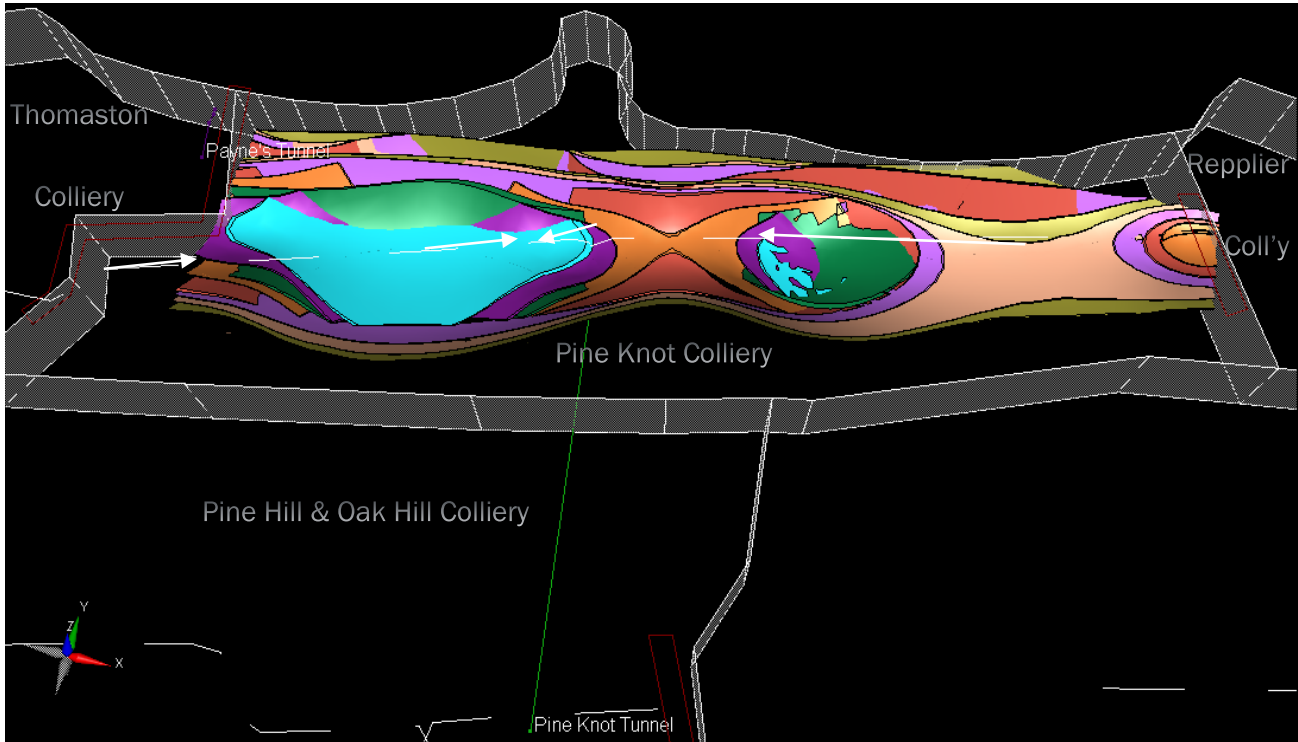 Thomaston
Payne's Tunnel
Colliery
Repplier
Coll'y
Pine Knot Colliery
Pine Hill & Oak Hill Colliery
Y
Z
X
Pine Knot Tunnel